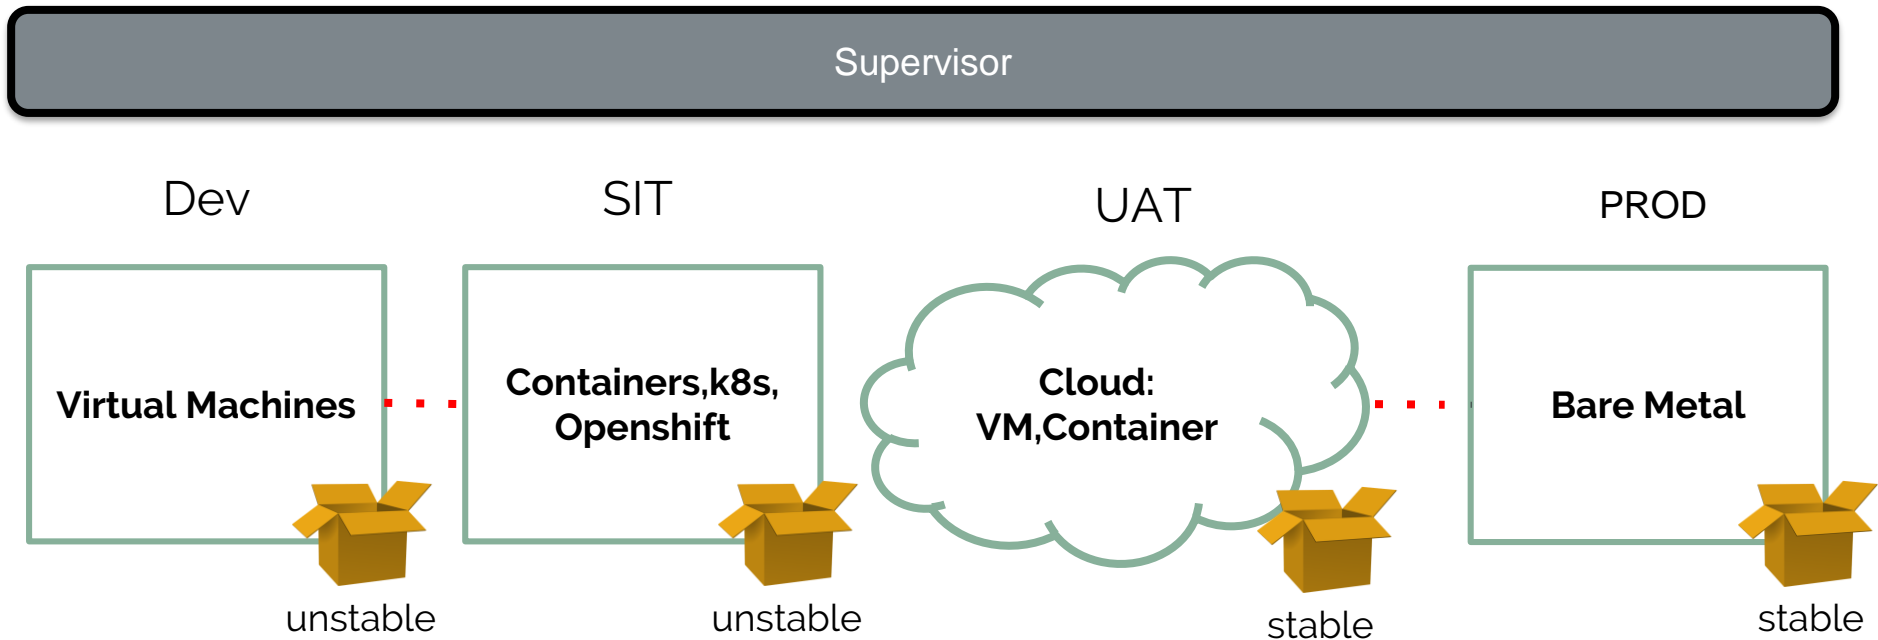 Supervisor
Dev
SIT
UAT
PROD
Virtual Machines
Containers,k8s,
Openshift
Cloud:
VM,Container
Bare Metal
unstable
unstable
stable
stable